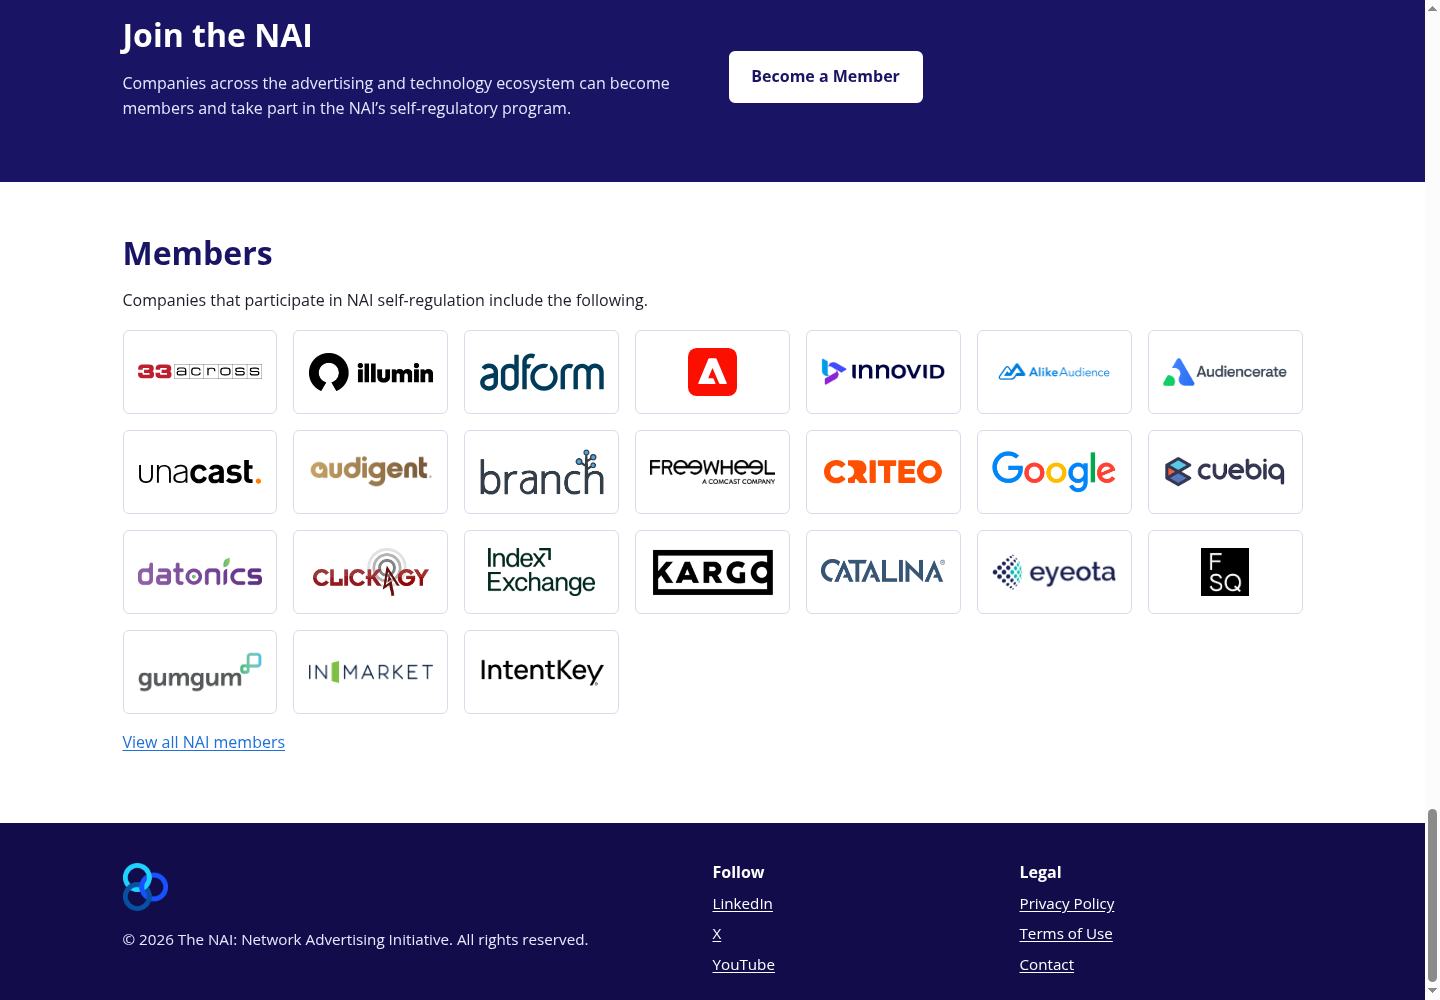 Join the NAI
Companies across the advertising and technology ecosystem can become
members and take part in the NAI’s self-regulatory program.
Become a Member
Members
Companies that participate in NAI self-regulation include the following.
33across
illumin
adform
INNOVID
AlikeAudience
Audiencerate
unacast.
audigent.
branch
FREEWHEEL
A COMCAST COMPANY
CRITEO
Google
cuebiq
datonics
CLICKAGY
Index
Exchange
KARGO
CATALINA®
eyeota
F
SQ
gumgum
INMARKET
IntentKey
View all NAI members
© 2026 The NAI: Network Advertising Initiative. All rights reserved.
Follow
LinkedIn
X
YouTube
Legal
Privacy Policy
Terms of Use
Contact